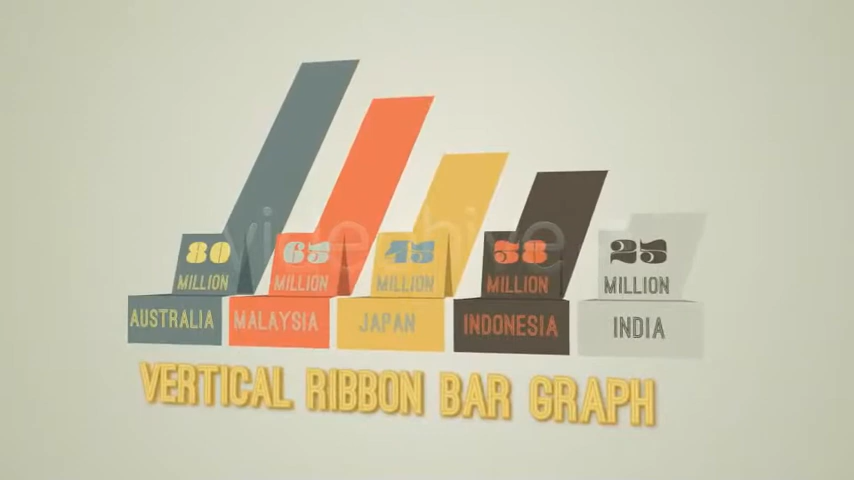 80 65 45 38 25
MILLION MILLION MILLION MILLION MILLION
AUSTRALIA MALAYSIA JAPAN INDONESIA INDIA
VERTICAL RIBBON BAR GRAPH